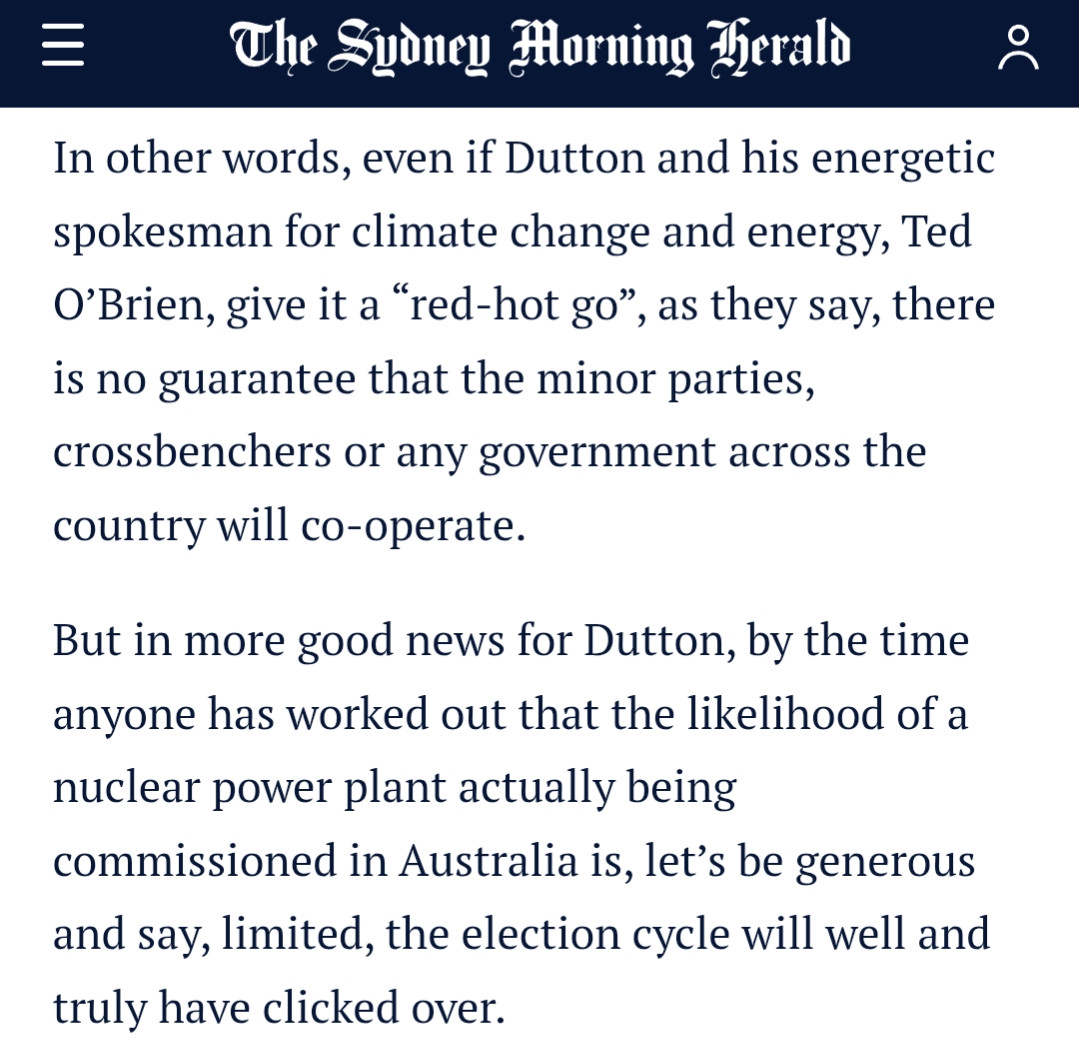 The Sydney Morning Herald
In other words, even if Dutton and his energetic
spokesman for climate change and energy, Ted
O’Brien, give it a “red-hot go”, as they say, there
is no guarantee that the minor parties,
crossbenchers or any government across the
country will co-operate.
But in more good news for Dutton, by the time
anyone has worked out that the likelihood of a
nuclear power plant actually being
commissioned in Australia is, let’s be generous
and say, limited, the election cycle will well and
truly have clicked over.